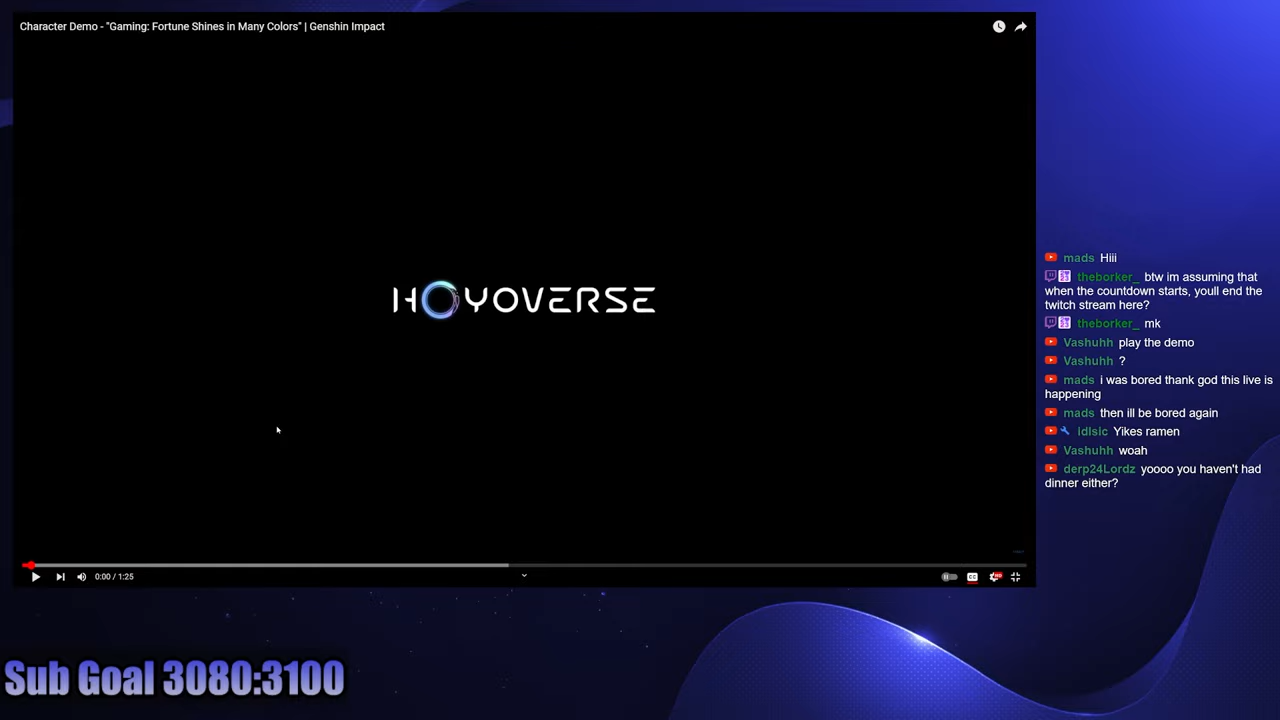 Character Demo - "Gaming: Fortune Shines in Many Colors" | Genshin Impact
HOYOVERSE
mads Hiii
theborker_ btw im assuming that
when the countdown starts, youll end the
twitch stream here?
theborker_ mk
Vashuhh play the demo
Vashuhh ?
mads i was bored thank god this live is
happening
mads then ill be bored again
idlsic Yikes ramen
Vashuhh woah
derp24Lordz yoooo you haven't had
dinner either?
0:00 / 1:25
CC
Sub Goal 3080:3100